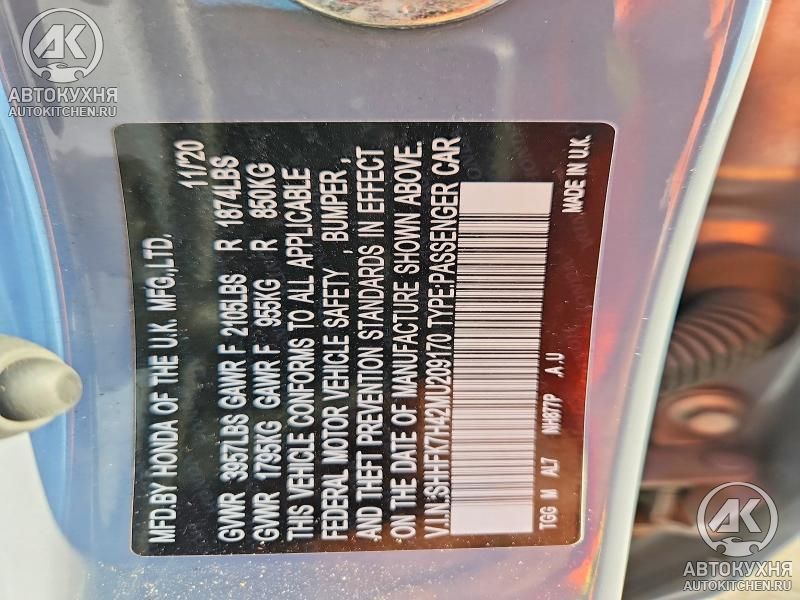 AK
АВТОКУХНЯ
AUTOKITCHEN.RU
MFD.BY HONDA OF THE U.K. MFG.,LTD. 11/'20
GVWR 3957LBS GAWR F 2105LBS R 1874LBS
GVWR 1795KG GAWR F 955KG R 850KG
THIS VEHICLE CONFORMS TO ALL APPLICABLE
FEDERAL MOTOR VEHICLE SAFETY , BUMPER ,
AND THEFT PREVENTION STANDARDS IN EFFECT
ON THE DATE OF MANUFACTURE SHOWN ABOVE.
V.I.N:SHHFK7H42MU209170 TYPE:PASSENGER CAR
TGG M AL7 NH877P .A .U MADE IN U.K.
AK
АВТОКУХНЯ
AUTOKITCHEN.RU